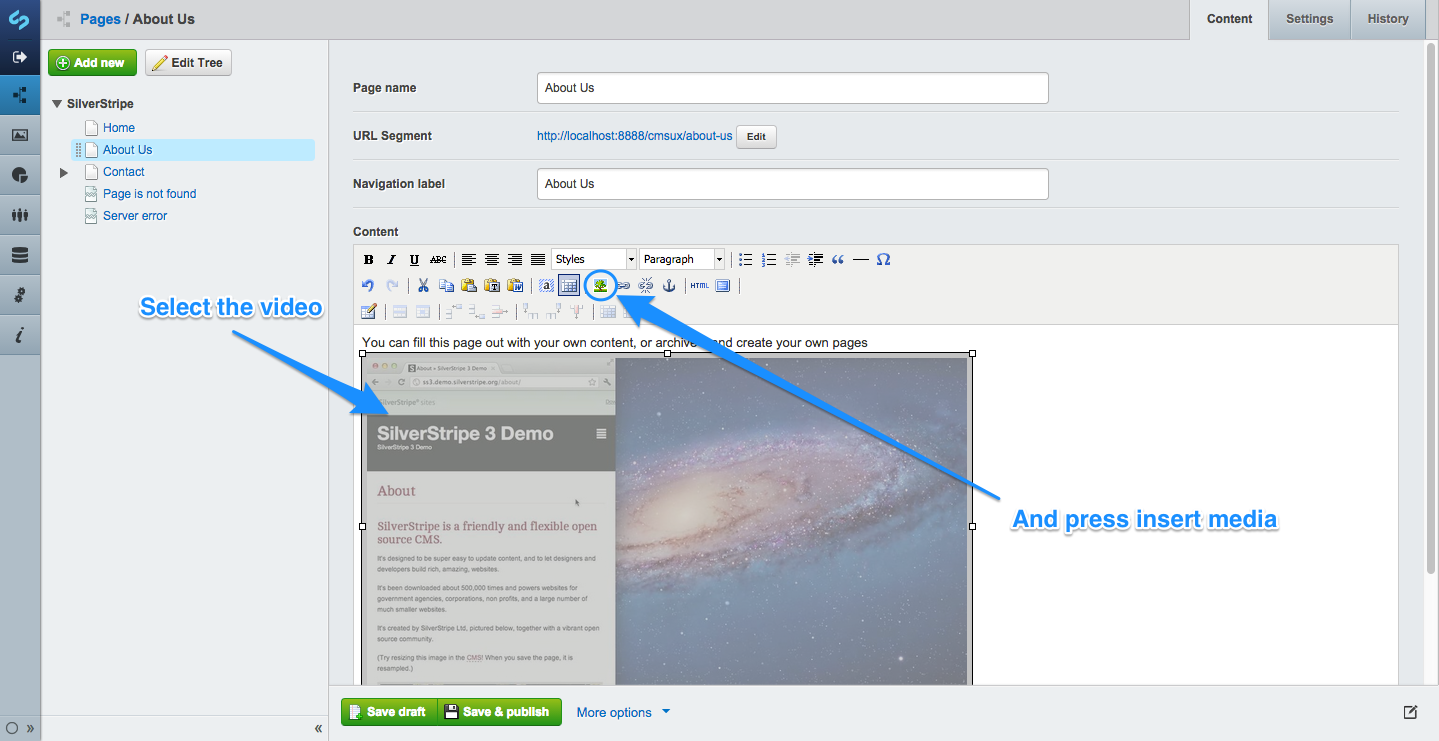 Pages / About Us
Content
Settings
History
Add new
Edit Tree
SilverStripe
Home
About Us
Contact
Page is not found
Server error
Page name
About Us
URL Segment
http://localhost:8888/cmsux/about-us
Edit
Navigation label
About Us
Content
B I U ABC
Styles
Paragraph
HTML
Select the video
You can fill this page out with your own content, or archive and create your own pages
About » SilverStripe 3 Demo
ss3.demo.silverstripe.org/about/
SilverStripe® sites
SilverStripe 3 Demo
SilverStripe 3 Demo
About
SilverStripe is a friendly and flexible open
source CMS.
It's designed to be super easy to update content, and to let designers and
developers build rich, amazing, websites.
It's been downloaded about 500,000 times and powers websites for
government agencies, corporations, non profits, and a large number of
much smaller websites.
It's created by SilverStripe Ltd, pictured below, together with a vibrant open
source community.
(Try resizing this image in the CMS! When you save the page, it is
resampled.)
And press insert media
Save draft
Save & publish
More options